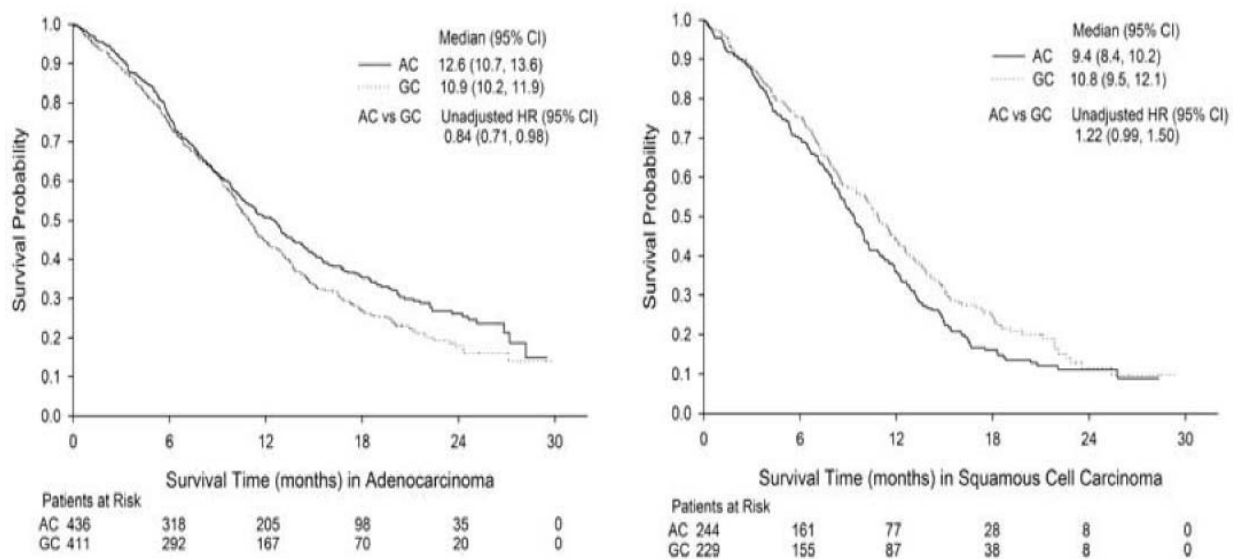 Median (95% CI)
AC 12.6 (10.7, 13.6)
GC 10.9 (10.2, 11.9)
AC vs GC Unadjusted HR (95% CI)
0.84 (0.71, 0.98)
Survival Probability
1.0
0.9
0.8
0.7
0.6
0.5
0.4
0.3
0.2
0.1
0.0
0 6 12 18 24 30
Survival Time (months) in Adenocarcinoma
Patients at Risk
AC 436 318 205 98 35 0
GC 411 292 167 70 20 0
Median (95% CI)
AC 9.4 (8.4, 10.2)
GC 10.8 (9.5, 12.1)
AC vs GC Unadjusted HR (95% CI)
1.22 (0.99, 1.50)
Survival Probability
1.0
0.9
0.8
0.7
0.6
0.5
0.4
0.3
0.2
0.1
0.0
0 6 12 18 24 30
Survival Time (months) in Squamous Cell Carcinoma
Patients at Risk
AC 244 161 77 28 8 0
GC 229 155 87 38 8 0